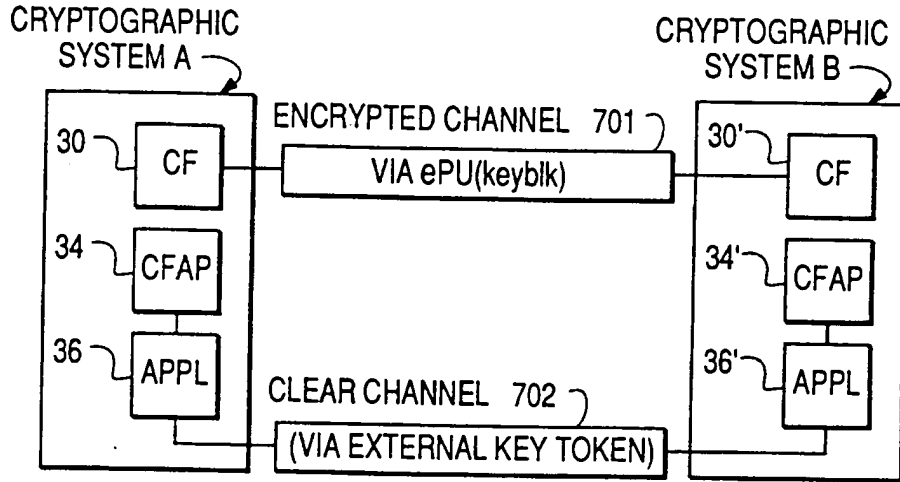 CRYPTOGRAPHIC
SYSTEM A
CRYPTOGRAPHIC
SYSTEM B
ENCRYPTED CHANNEL 701
VIA ePU(keyblk)
30
CF
30'
CF
34
CFAP
34'
CFAP
36
APPL
36'
APPL
CLEAR CHANNEL 702
(VIA EXTERNAL KEY TOKEN)